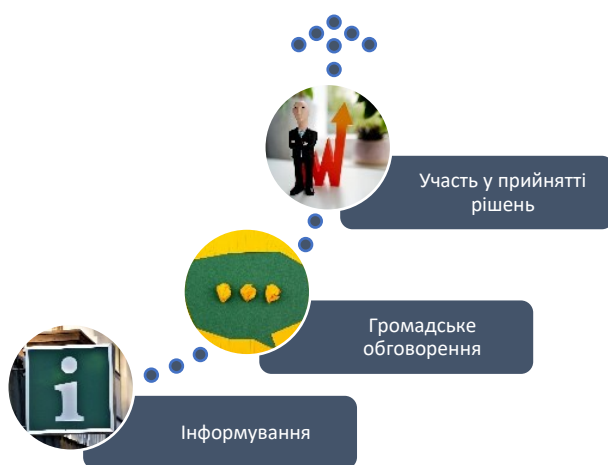 Участь у прийнятті
рішень
Громадське
обговорення
i
Інформування